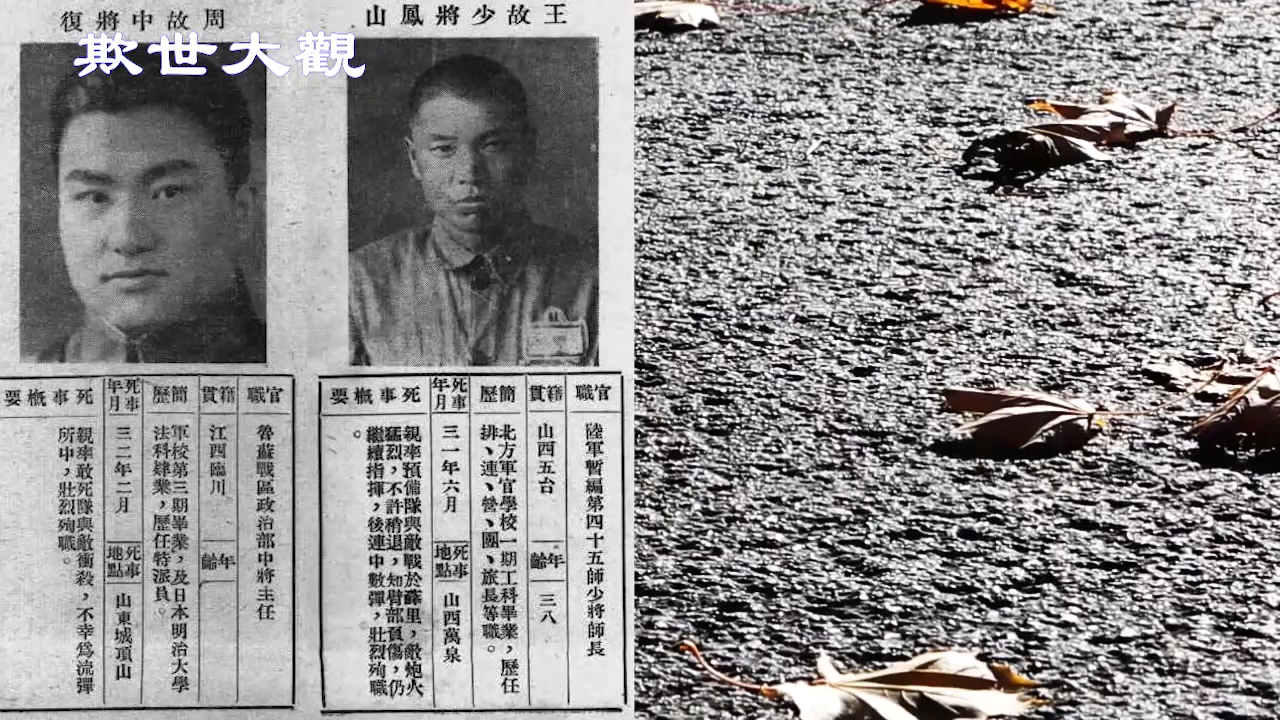 王故少將鳳山
周故中將復
欺世大觀
官職
陸軍暫編第四十五師少將師長
籍貫
山西五台
年齡
三八
簡歷
北方軍官學校一期工科畢業，歷任
排、連、營、團、旅長等職。
死事年月
三一年六月
死事地點
山西萬泉
死事概要
親率預備隊與敵戰於薛里，敵炮火
猛烈，不許稍退，知臂部負傷，仍
繼續指揮，後連中數彈，壯烈殉職
。
官職
魯蘇戰區政治部中將主任
籍貫
江西臨川
年齡
簡歷
軍校第三期畢業，及日本明治大學
法科肄業，歷任特派員。
死事年月
三二年二月
死事地點
山東城頂山
死事概要
親率敢死隊與敵衝殺，不幸為流彈
所中，壯烈殉職。